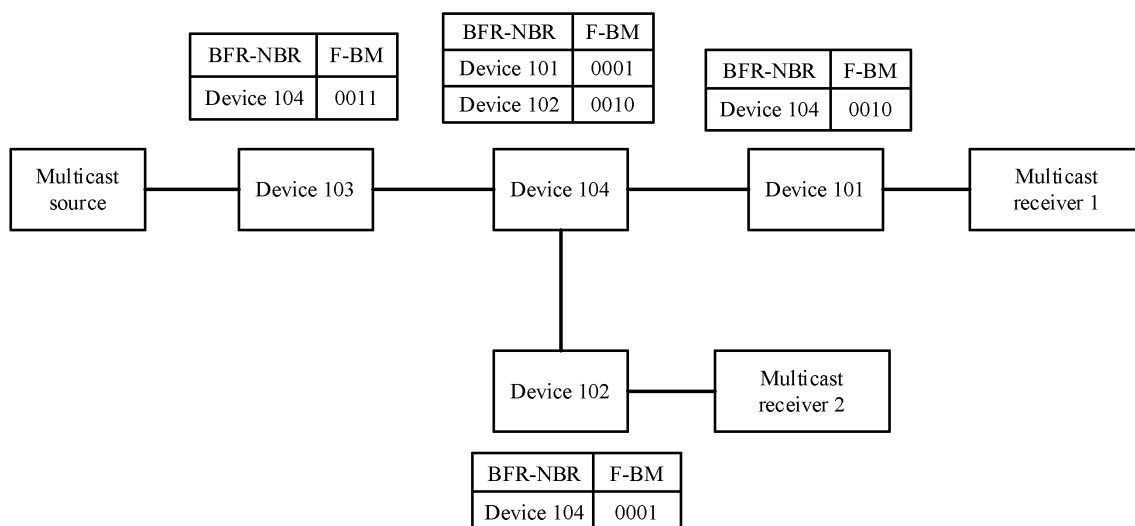 BFR-NBR F-BM
Device 104 0011
BFR-NBR F-BM
Device 101 0001
Device 102 0010
BFR-NBR F-BM
Device 104 0010
Multicast
source
Device 103
Device 104
Device 101
Multicast
receiver 1
Device 102
Multicast
receiver 2
BFR-NBR F-BM
Device 104 0001